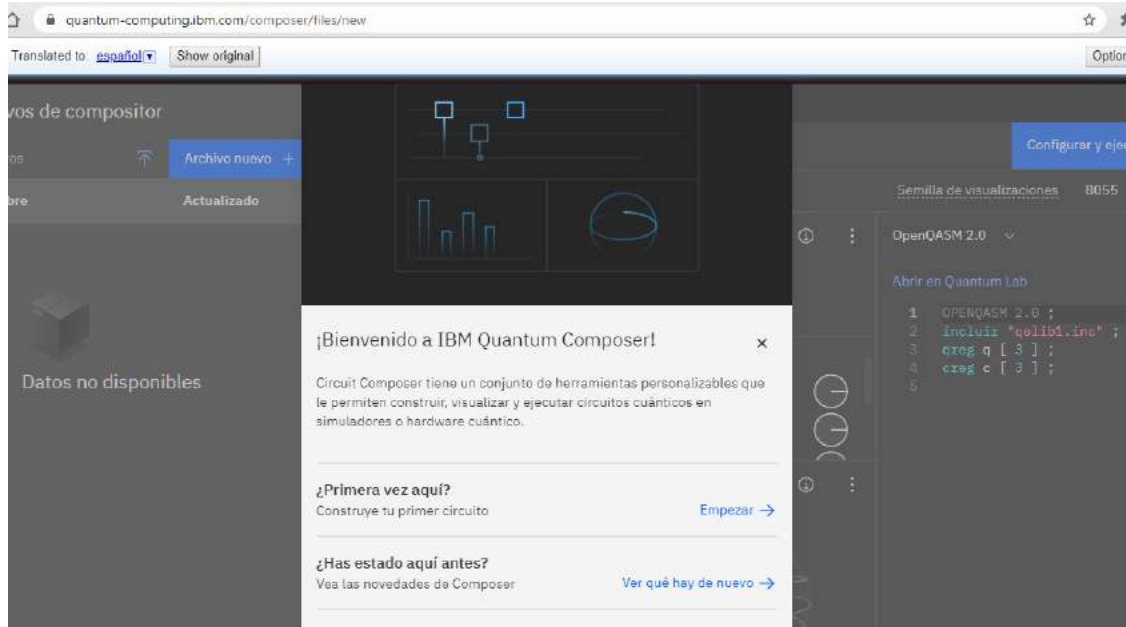 quantum-computing.ibm.com/composer/files/new
Translated to: español Show original Option
vos de compositor
Configurar y eje
ros Archivo nuevo +
bre Actualizado
Semilla de visualizaciones 8055
OpenQASM 2.0
Abrir en Quantum Lab
1 OPENQASM 2.0 ;
2 incluir "qelib1.inc" ;
3 qreg q [ 3 ] ;
4 creg c [ 3 ] ;
5
Datos no disponibles
¡Bienvenido a IBM Quantum Composer!
Circuit Composer tiene un conjunto de herramientas personalizables que
le permiten construir, visualizar y ejecutar circuitos cuánticos en
simuladores o hardware cuántico.
¿Primera vez aquí?
Construye tu primer circuito Empezar →
¿Has estado aquí antes?
Vea las novedades de Composer Ver qué hay de nuevo →